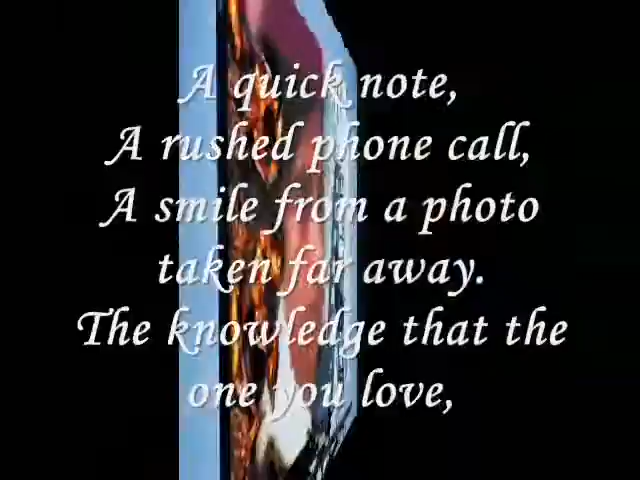 A quick note,
A rushed phone call,
A smile from a photo
taken far away.
The knowledge that the
one you love,